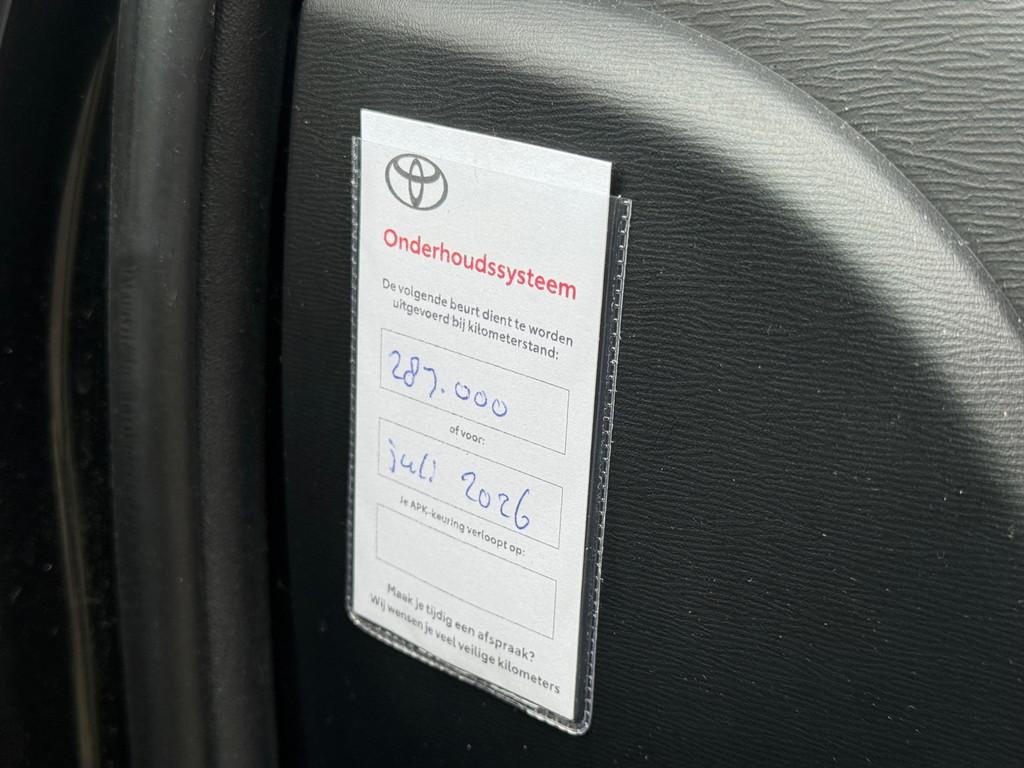 Onderhoudssysteem
De volgende beurt dient te worden
uitgevoerd bij kilometerstand:
287.000
of voor:
juli 2026
Je APK-keuring verloopt op:
Maak je tijdig een afspraak?
Wij wensen je veel veilige kilometers